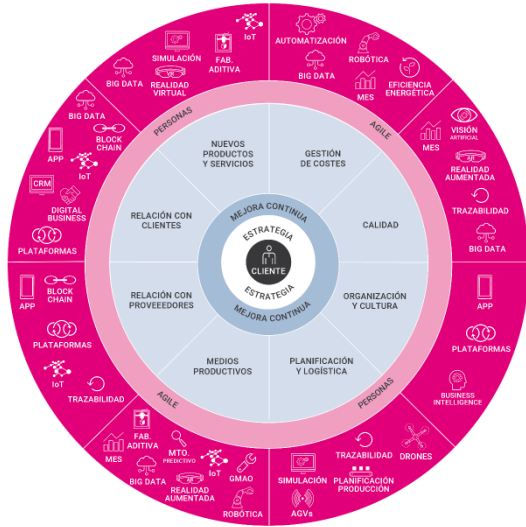 IoT
SIMULACIÓN
FAB.
ADITIVA
BIG DATA
REALIDAD
VIRTUAL
AUTOMATIZACIÓN
ROBÓTICA
BIG DATA
MES
EFICIENCIA
ENERGÉTICA
BIG DATA
APP
BLOCK
CHAIN
IoT
CRM
DIGITAL
BUSINESS
PLATAFORMAS
MES
VISIÓN
ARTIFICIAL
REALIDAD
AUMENTADA
TRAZABILIDAD
BIG DATA
PERSONAS
AGILE
NUEVOS
PRODUCTOS
Y SERVICIOS
GESTIÓN
DE COSTES
RELACIÓN CON
CLIENTES
CALIDAD
MEJORA CONTINUA
ESTRATEGIA
CLIENTE
ESTRATEGIA
MEJORA CONTINUA
RELACIÓN CON
PROVEEEDORES
ORGANIZACIÓN
Y CULTURA
MEDIOS
PRODUCTIVOS
PLANIFICACIÓN
Y LOGÍSTICA
AGILE
PERSONAS
APP
BLOCK
CHAIN
PLATAFORMAS
IoT
TRAZABILIDAD
APP
PLATAFORMAS
BUSINESS
INTELLIGENCE
MES
FAB.
ADITIVA
BIG DATA
MTO.
PREDICTIVO
REALIDAD
AUMENTADA
IoT
GMAO
ROBÓTICA
SIMULACIÓN
AGVs
TRAZABILIDAD
PLANIFICACIÓN
PRODUCCIÓN
DRONES